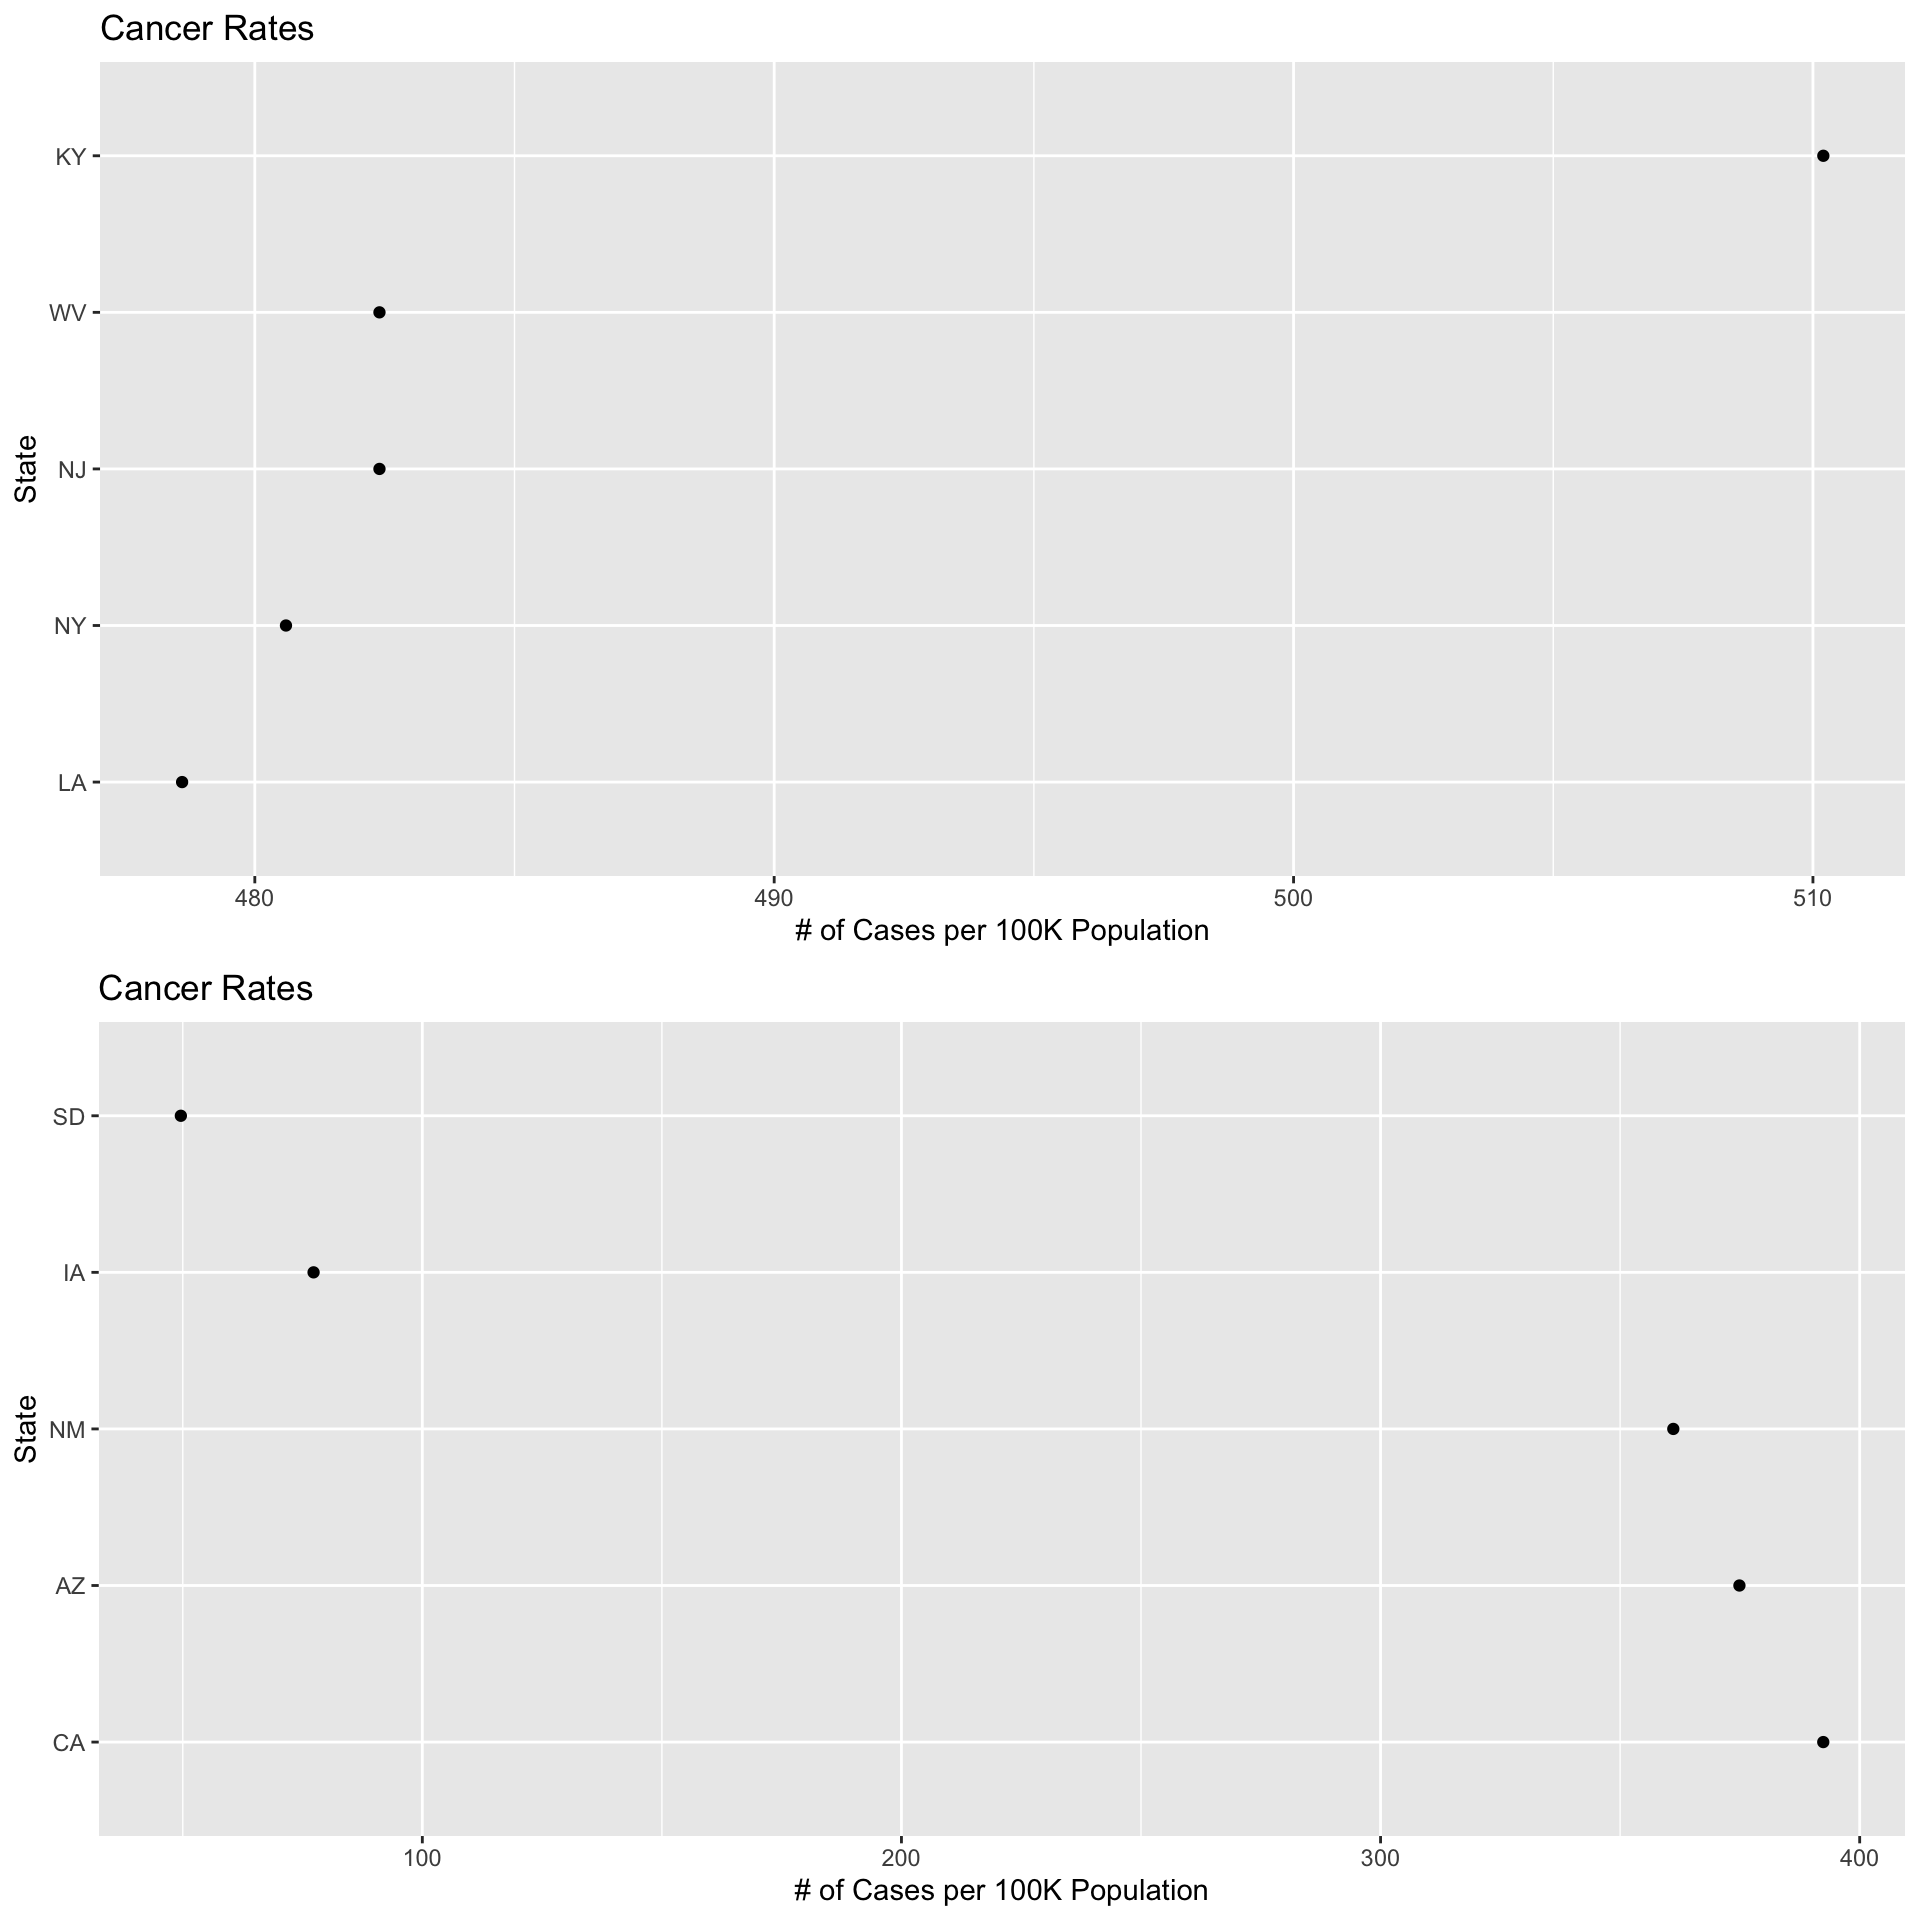 Cancer Rates
State
KY
WV
NJ
NY
LA
480 490 500 510
# of Cases per 100K Population
Cancer Rates
State
SD
IA
NM
AZ
CA
100 200 300 400
# of Cases per 100K Population